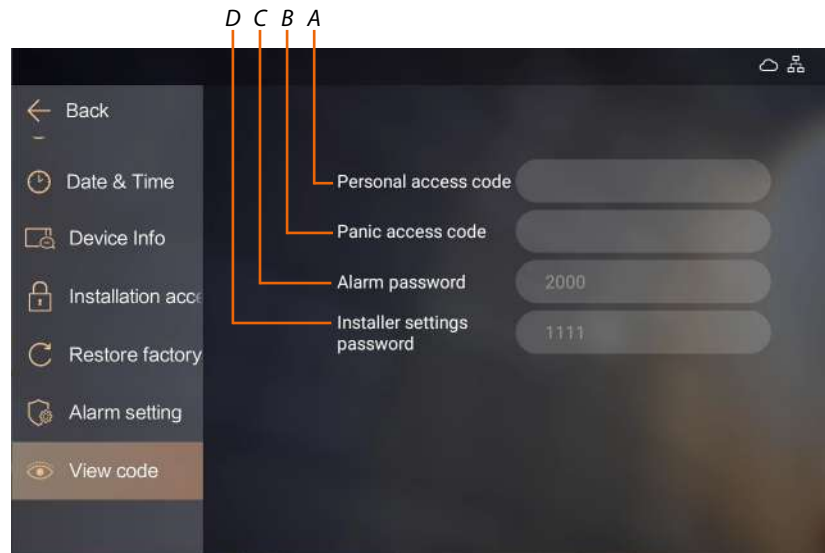 D C B A
Back
Date & Time
Device Info
Installation acce
Restore factory
Alarm setting
View code
Personal access code
Panic access code
Alarm password 2000
Installer settings
password
1111